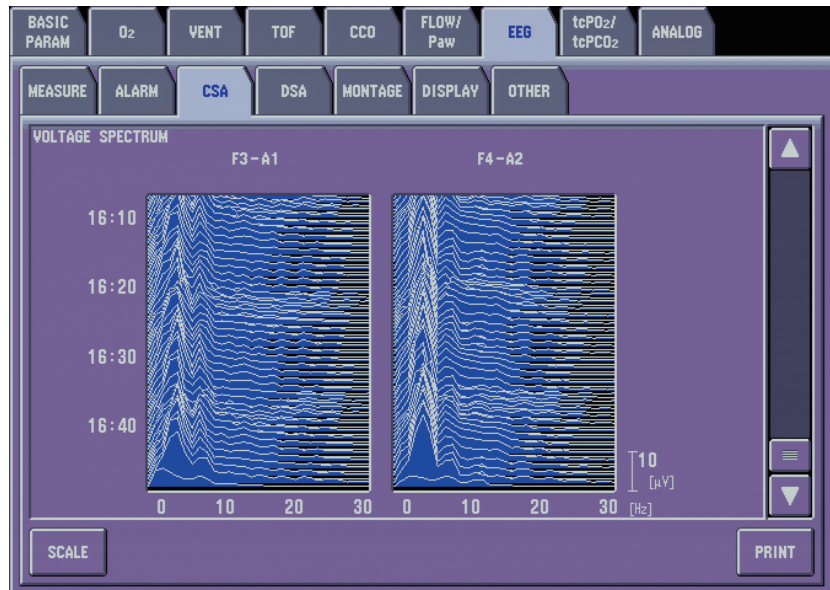 BASIC PARAM
O2
VENT
TOF
CCO
FLOW/ Paw
EEG
tcPO2/ tcPCO2
ANALOG
MEASURE
ALARM
CSA
DSA
MONTAGE
DISPLAY
OTHER
VOLTAGE SPECTRUM
F3-A1
F4-A2
16:10
16:20
16:30
16:40
10
[µV]
0 10 20 30 0 10 20 30 [Hz]
SCALE
PRINT